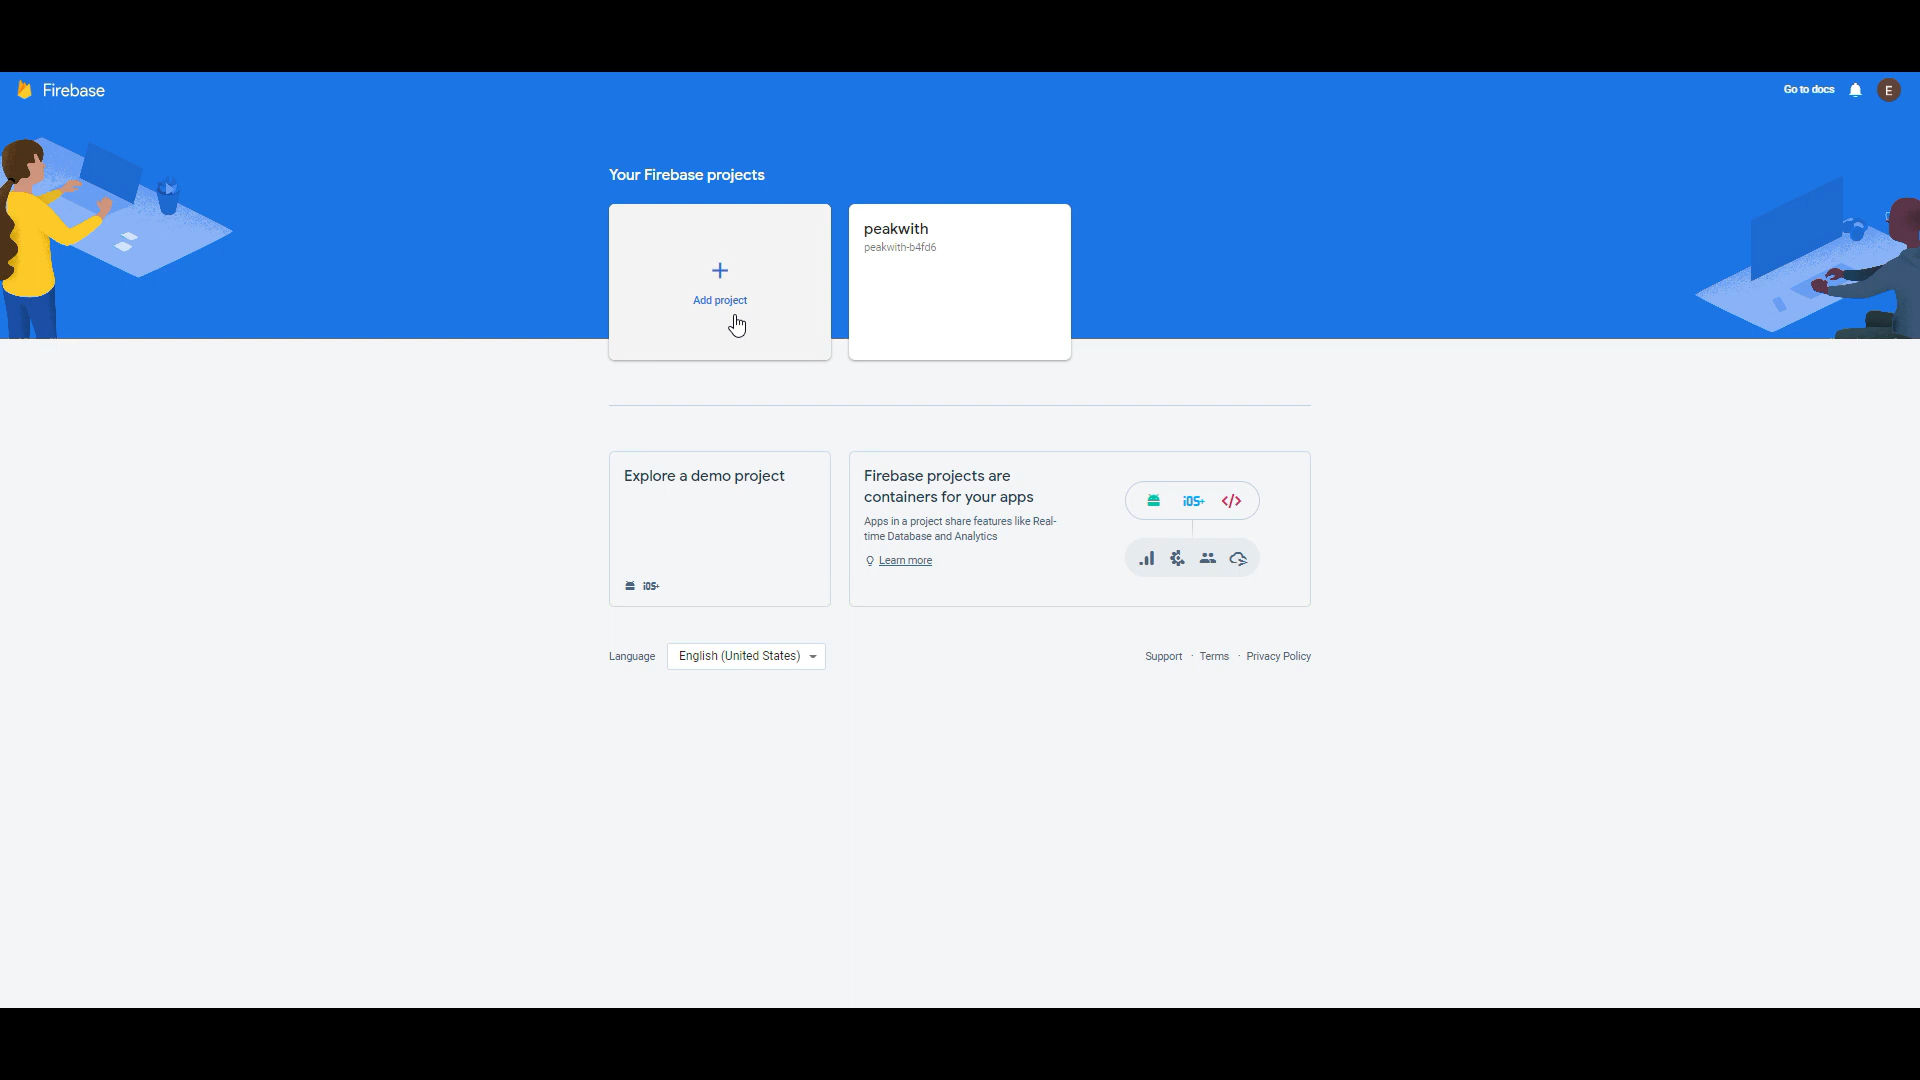 Firebase
Go to docs
E
Your Firebase projects
Add project
peakwith
peakwith-b4fd6
Explore a demo project
iOS+
Firebase projects are
containers for your apps
Apps in a project share features like Real-
time Database and Analytics
Learn more
iOS+
Language
English (United States)
Support · Terms · Privacy Policy